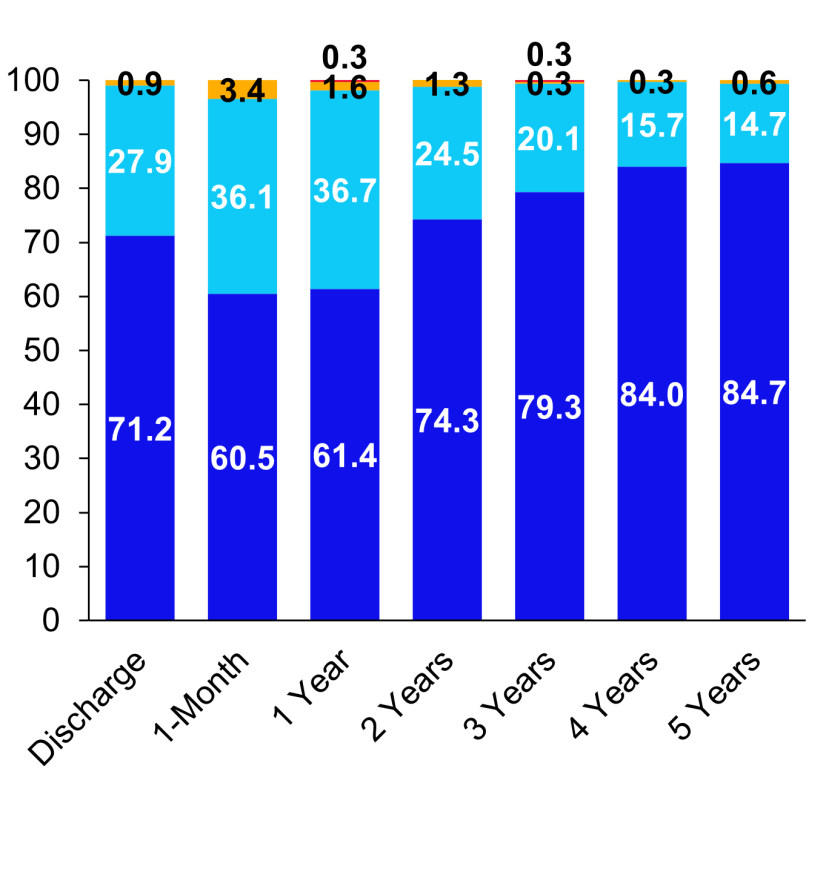 0.3 0.3
100 0.9 3.4 1.6 1.3 0.3 0.3 0.6
90
27.9 36.1 36.7 24.5 20.1 15.7 14.7
80
70
60
50
40
71.2 60.5 61.4 74.3 79.3 84.0 84.7
30
20
10
0
Discharge
1-Month
1 Year
2 Years
3 Years
4 Years
5 Years